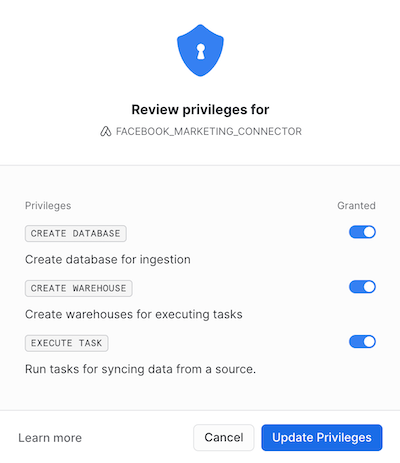 Review privileges for
FACEBOOK_MARKETING_CONNECTOR
Privileges Granted
CREATE DATABASE
Create database for ingestion
CREATE WAREHOUSE
Create warehouses for executing tasks
EXECUTE TASK
Run tasks for syncing data from a source.
Learn more Cancel Update Privileges